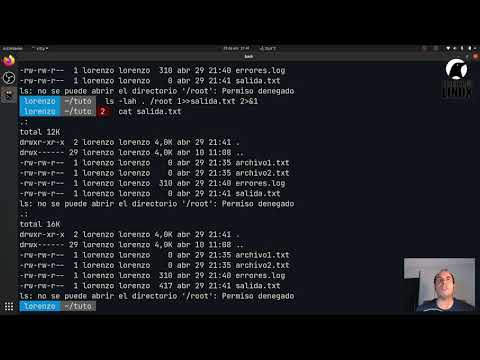 29 de abr 21:41
bash
-rw-rw-r-- 1 lorenzo lorenzo 310 abr 29 21:40 errores.log
-rw-rw-r-- 1 lorenzo lorenzo 0 abr 29 21:40 salida.txt
ls: no se puede abrir el directorio '/root': Permiso denegado
lorenzo ~/tuto ls -lah . /root 1>>salida.txt 2>&1
lorenzo ~/tuto 2 cat salida.txt
.:
total 12K
drwxr-xr-x 2 lorenzo lorenzo 4,0K abr 29 21:41 .
drwx------ 29 lorenzo lorenzo 4,0K abr 10 11:08 ..
-rw-rw-r-- 1 lorenzo lorenzo 0 abr 29 21:35 archivo1.txt
-rw-rw-r-- 1 lorenzo lorenzo 0 abr 29 21:35 archivo2.txt
-rw-rw-r-- 1 lorenzo lorenzo 310 abr 29 21:40 errores.log
-rw-rw-r-- 1 lorenzo lorenzo 0 abr 29 21:41 salida.txt
ls: no se puede abrir el directorio '/root': Permiso denegado
.:
total 16K
drwxr-xr-x 2 lorenzo lorenzo 4,0K abr 29 21:41 .
drwx------ 29 lorenzo lorenzo 4,0K abr 10 11:08 ..
-rw-rw-r-- 1 lorenzo lorenzo 0 abr 29 21:35 archivo1.txt
-rw-rw-r-- 1 lorenzo lorenzo 0 abr 29 21:35 archivo2.txt
-rw-rw-r-- 1 lorenzo lorenzo 310 abr 29 21:40 errores.log
-rw-rw-r-- 1 lorenzo lorenzo 417 abr 29 21:41 salida.txt
ls: no se puede abrir el directorio '/root': Permiso denegado
lorenzo ~/tuto
LINUX